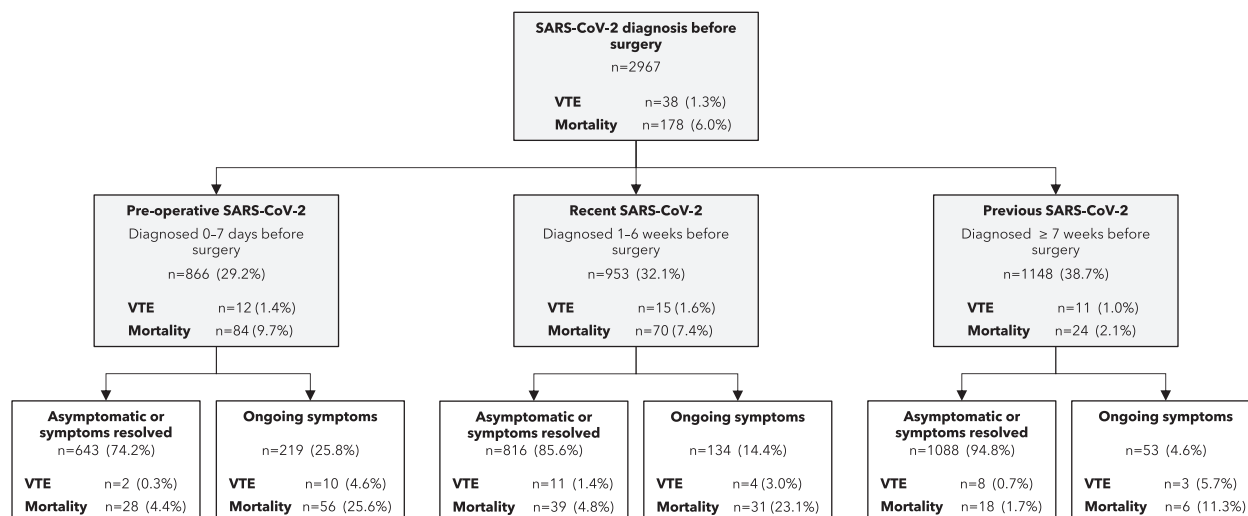 SARS-CoV-2 diagnosis before
surgery
n=2967
VTE n=38 (1.3%)
Mortality n=178 (6.0%)
Pre-operative SARS-CoV-2
Diagnosed 0–7 days before
surgery
n=866 (29.2%)
VTE n=12 (1.4%)
Mortality n=84 (9.7%)
Recent SARS-CoV-2
Diagnosed 1–6 weeks before
surgery
n=953 (32.1%)
VTE n=15 (1.6%)
Mortality n=70 (7.4%)
Previous SARS-CoV-2
Diagnosed ≥ 7 weeks before
surgery
n=1148 (38.7%)
VTE n=11 (1.0%)
Mortality n=24 (2.1%)
Asymptomatic or
symptoms resolved
n=643 (74.2%)
VTE n=2 (0.3%)
Mortality n=28 (4.4%)
Ongoing symptoms
n=219 (25.8%)
VTE n=10 (4.6%)
Mortality n=56 (25.6%)
Asymptomatic or
symptoms resolved
n=816 (85.6%)
VTE n=11 (1.4%)
Mortality n=39 (4.8%)
Ongoing symptoms
n=134 (14.4%)
VTE n=4 (3.0%)
Mortality n=31 (23.1%)
Asymptomatic or
symptoms resolved
n=1088 (94.8%)
VTE n=8 (0.7%)
Mortality n=18 (1.7%)
Ongoing symptoms
n=53 (4.6%)
VTE n=3 (5.7%)
Mortality n=6 (11.3%)